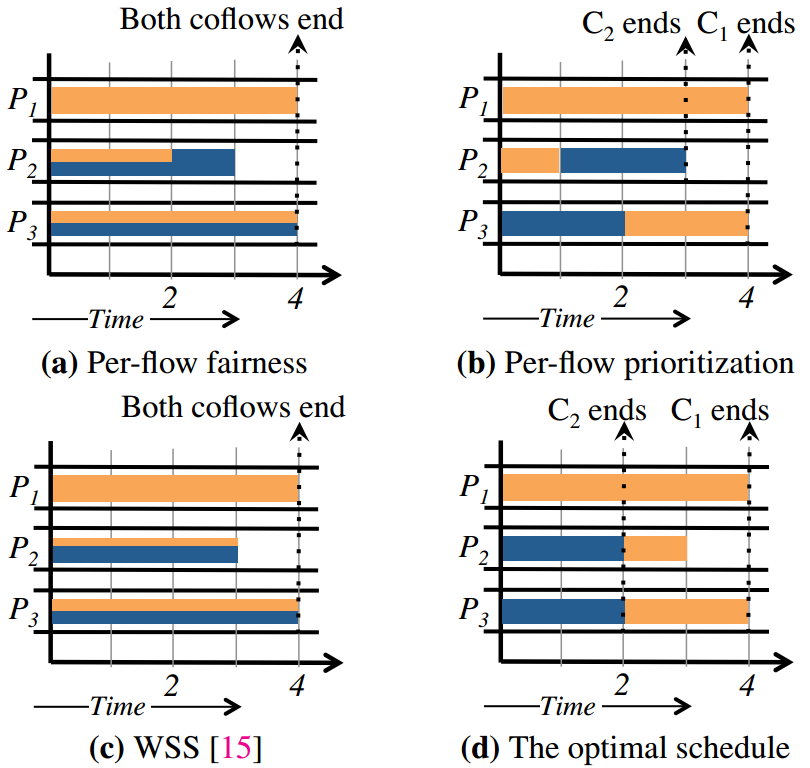 Both coflows end
P1
P2
P3
2 4
Time
(a) Per-flow fairness
C2 ends C1 ends
P1
P2
P3
2 4
Time
(b) Per-flow prioritization
Both coflows end
P1
P2
P3
2 4
Time
(c) WSS [15]
C2 ends C1 ends
P1
P2
P3
2 4
Time
(d) The optimal schedule